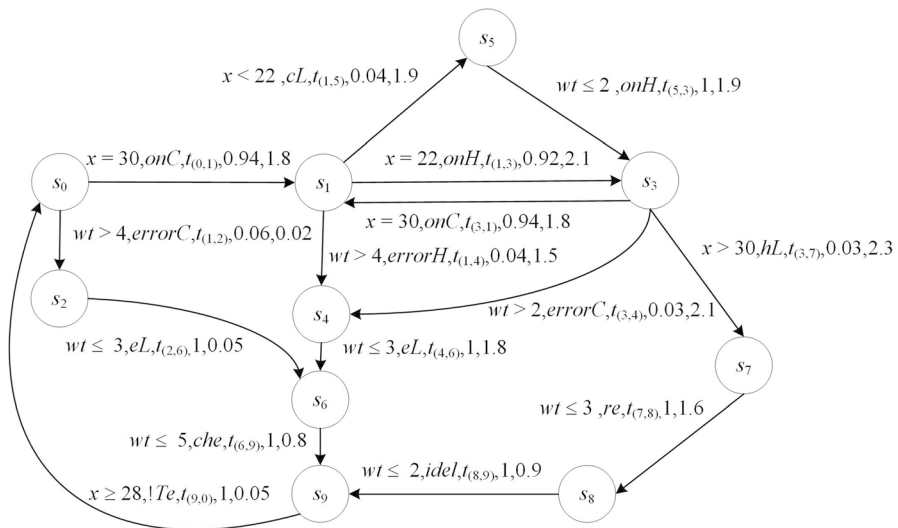 s5
x < 22 ,cL,t(1,5),0.04,1.9
wt ≤ 2 ,onH,t(5,3),1,1.9
x = 30,onC,t(0,1),0.94,1.8
x = 22,onH,t(1,3),0.92,2.1
s0
s1
s3
x = 30,onC,t(3,1),0.94,1.8
wt > 4,errorC,t(1,2),0.06,0.02
wt > 4,errorH,t(1,4),0.04,1.5
x > 30,hL,t(3,7),0.03,2.3
s2
s4
wt > 2,errorC,t(3,4),0.03,2.1
wt ≤ 3,eL,t(2,6),1,0.05
wt ≤ 3,eL,t(4,6),1,1.8
s7
s6
wt ≤ 3 ,re,t(7,8),1,1.6
wt ≤ 5,che,t(6,9),1,0.8
wt ≤ 2,idel,t(8,9),1,0.9
x ≥ 28,!Te,t(9,0),1,0.05
s9
s8